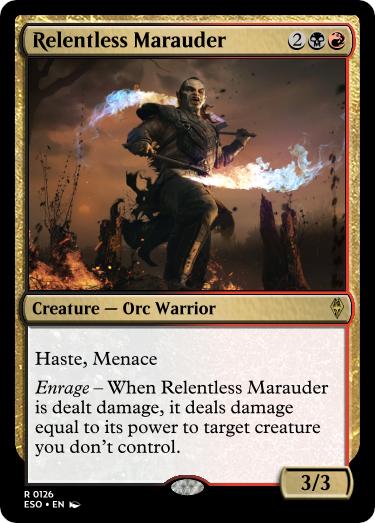 Relentless Marauder 2
Creature — Orc Warrior
Haste, Menace
Enrage – When Relentless Marauder
is dealt damage, it deals damage
equal to its power to target creature
you don't control.
3/3
R 0126
ESO • EN